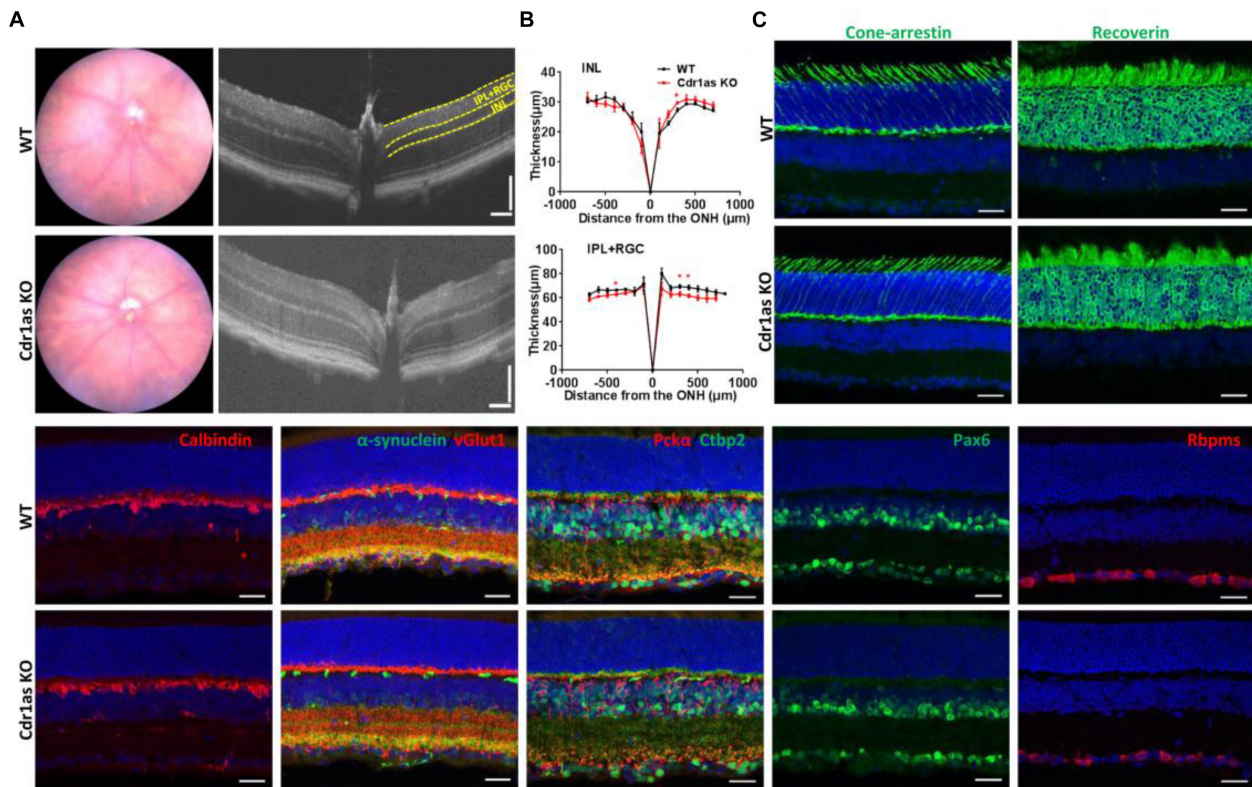 A
B
C
WT
IPL+RGC
INL
Cdr1as KO
INL
WT
Cdr1as KO
Thickness(µm)
40
30
20
10
0
-1000 -500 0 500 1000
Distance from the ONH (µm)
*
IPL+RGC
Thickness(µm)
100
80
60
40
20
0
-1000 -500 0 500 1000
Distance from the ONH (µm)
*
* *
Cone-arrestin
Recoverin
WT
Cdr1as KO
Calbindin
α-synuclein vGlut1
Pckα Ctbp2
Pax6
Rbpms
WT
Cdr1as KO